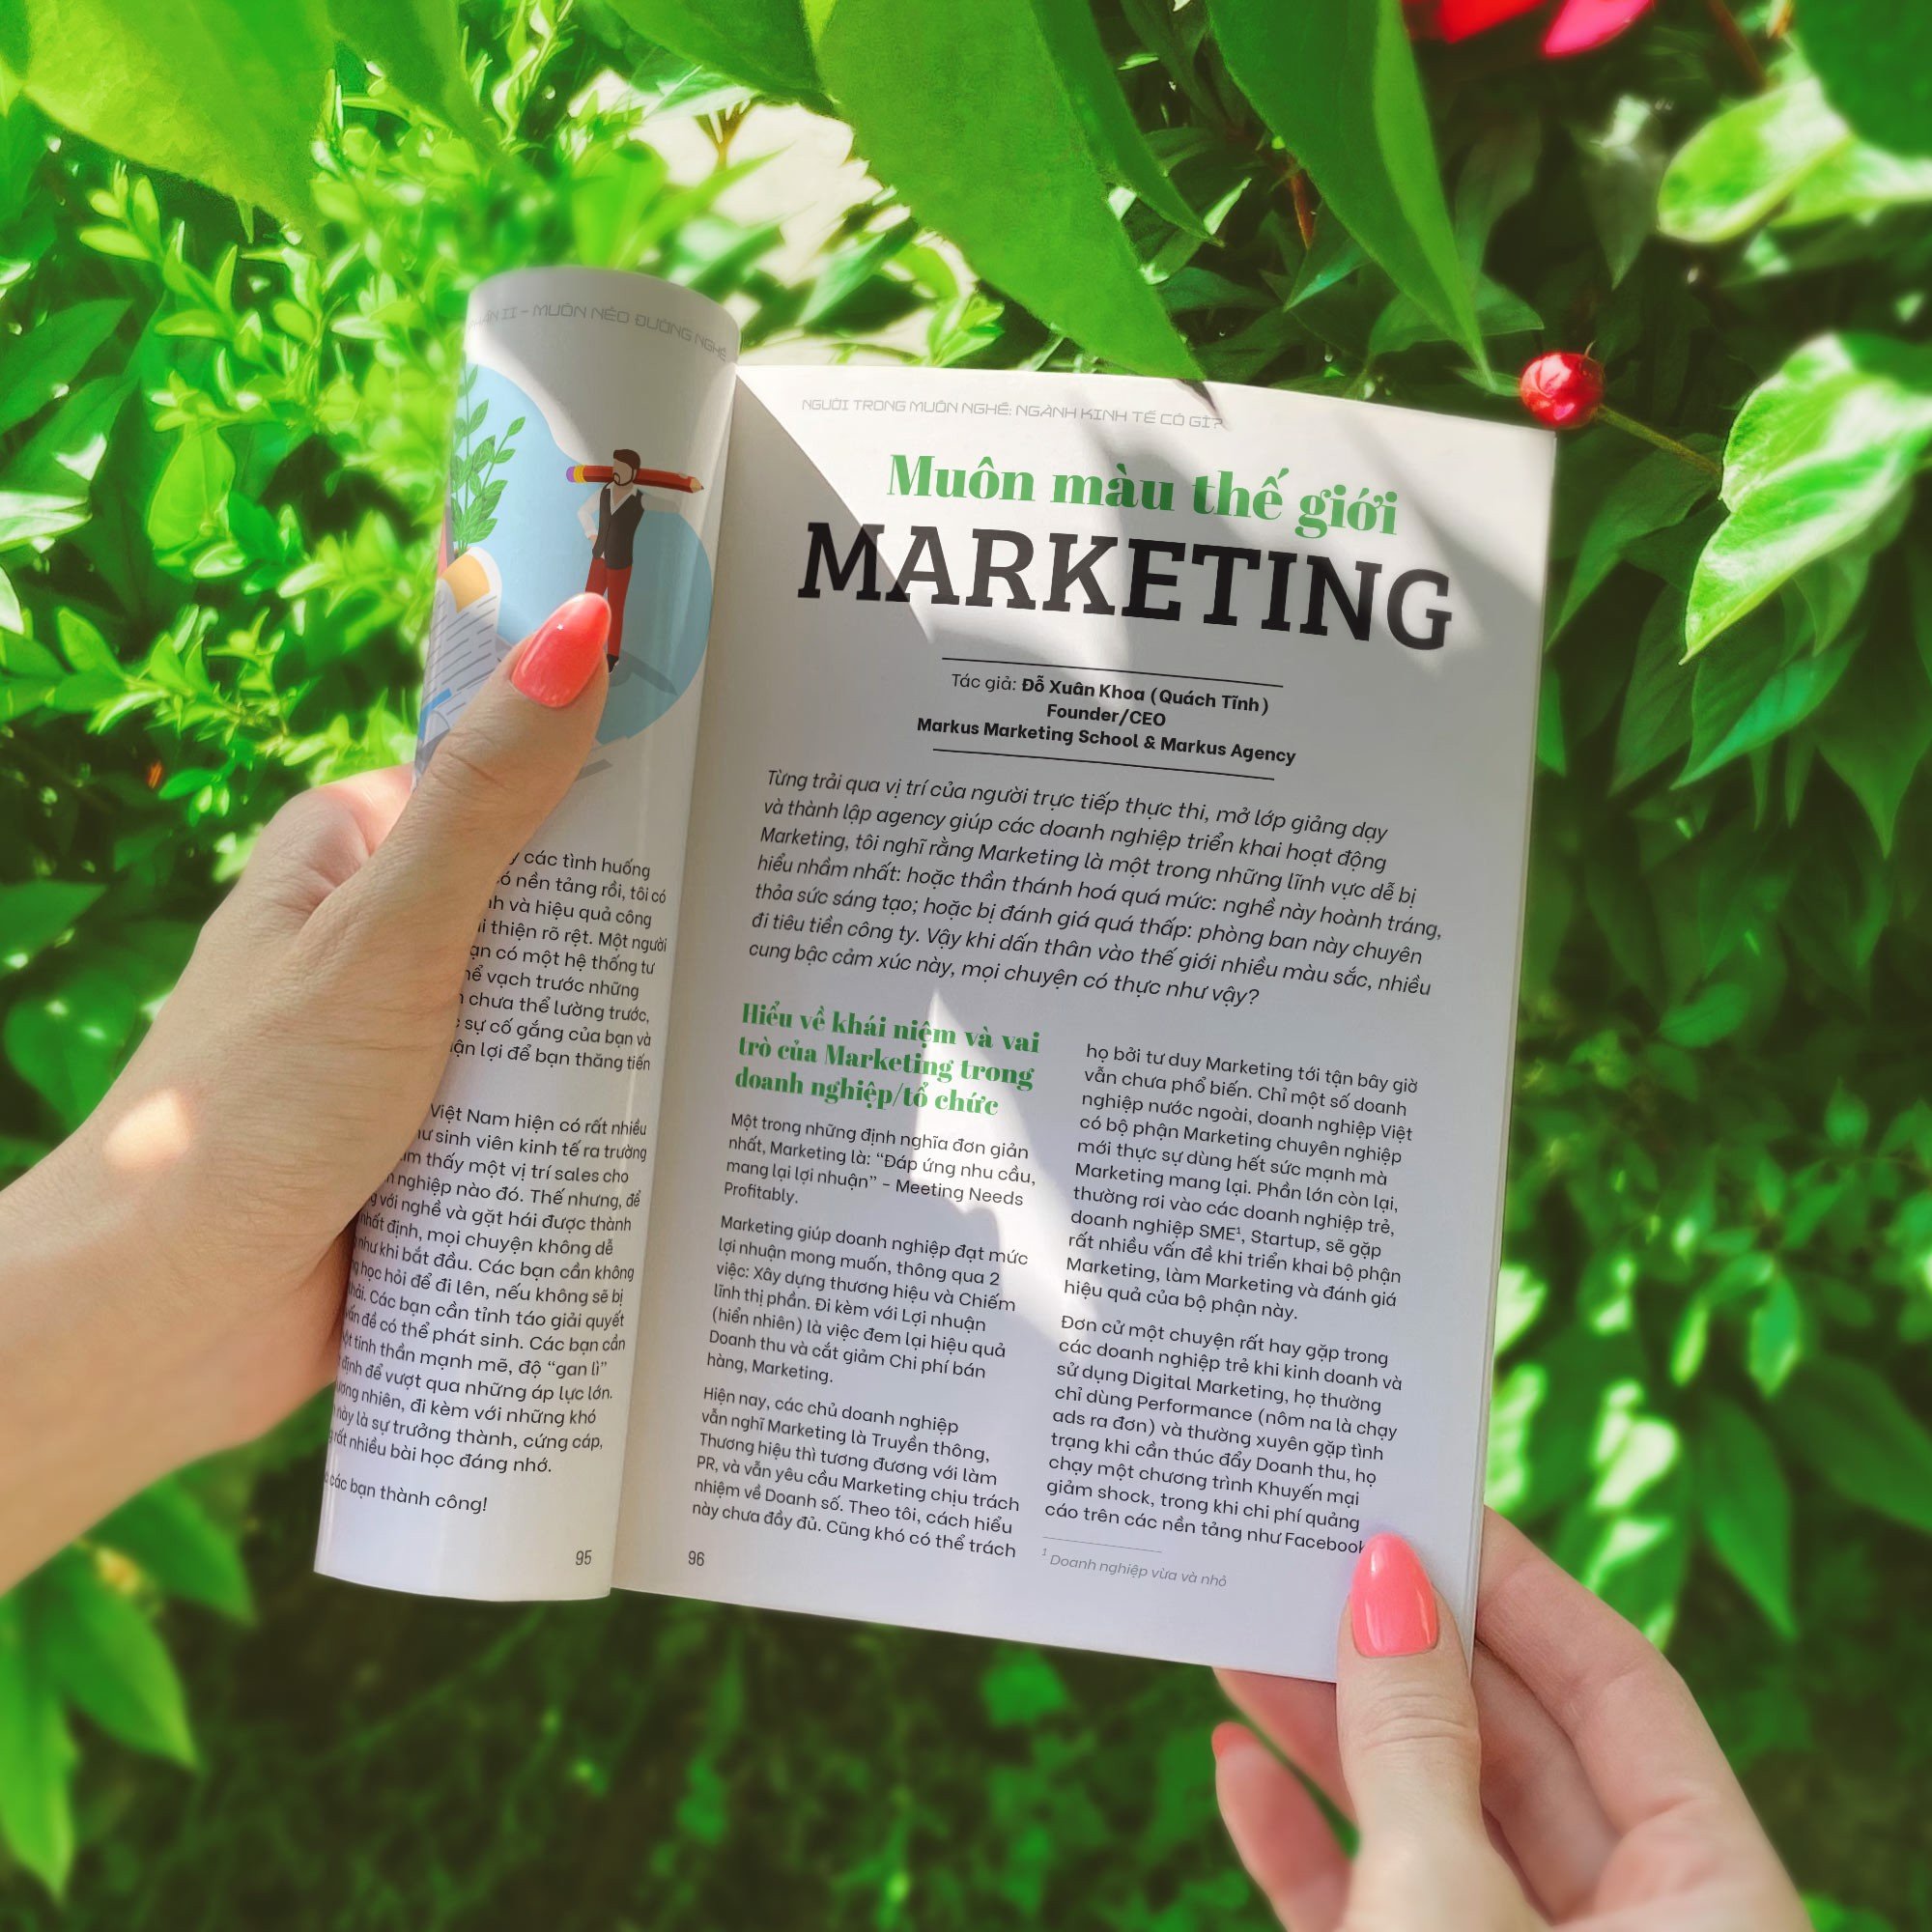 II – MUÔN NẺO ĐƯỜNG NGHỀ
các tình huống
nền tảng rồi, tôi có
và hiệu quả công
thiện rõ rệt. Một người
có một hệ thống tư
vạch trước những
chưa thể lường trước,
sự cố gắng của bạn và
lợi để bạn thăng tiến
Việt Nam hiện có rất nhiều
sinh viên kinh tế ra trường
thấy một vị trí sales cho
nghiệp nào đó. Thế nhưng, để
với nghề và gặt hái được thành
nhất định, mọi chuyện không dễ
như khi bắt đầu. Các bạn cần không
học hỏi để đi lên, nếu không sẽ bị
Các bạn cần tỉnh táo giải quyết
vấn đề có thể phát sinh. Các bạn cần
tinh thần mạnh mẽ, độ “gan lì”
định để vượt qua những áp lực lớn.
nhiên, đi kèm với những khó
này là sự trưởng thành, cứng cáp,
rất nhiều bài học đáng nhớ.
các bạn thành công!
95
NGƯỜI TRONG MUÔN NGHỀ: NGÀNH KINH TẾ CÓ GÌ?
Muôn màu thế giới
MARKETING
Tác giả: Đỗ Xuân Khoa (Quách Tĩnh)
Founder/CEO
Markus Marketing School & Markus Agency
Từng trải qua vị trí của người trực tiếp thực thi, mở lớp giảng dạy
và thành lập agency giúp các doanh nghiệp triển khai hoạt động
Marketing, tôi nghĩ rằng Marketing là một trong những lĩnh vực dễ bị
hiểu nhầm nhất: hoặc thần thánh hoá quá mức: nghề này hoành tráng,
thỏa sức sáng tạo; hoặc bị đánh giá quá thấp: phòng ban này chuyên
đi tiêu tiền công ty. Vậy khi dấn thân vào thế giới nhiều màu sắc, nhiều
cung bậc cảm xúc này, mọi chuyện có thực như vậy?
Hiểu về khái niệm và vai
trò của Marketing trong
doanh nghiệp/tổ chức
Một trong những định nghĩa đơn giản
nhất, Marketing là: “Đáp ứng nhu cầu,
mang lại lợi nhuận” – Meeting Needs
Profitably.
Marketing giúp doanh nghiệp đạt mức
lợi nhuận mong muốn, thông qua 2
việc: Xây dựng thương hiệu và Chiếm
lĩnh thị phần. Đi kèm với Lợi nhuận
(hiển nhiên) là việc đem lại hiệu quả
Doanh thu và cắt giảm Chi phí bán
hàng, Marketing.
Hiện nay, các chủ doanh nghiệp
vẫn nghĩ Marketing là Truyền thông,
Thương hiệu thì tương đương với làm
PR, và vẫn yêu cầu Marketing chịu trách
nhiệm về Doanh số. Theo tôi, cách hiểu
này chưa đầy đủ. Cũng khó có thể trách
họ bởi tư duy Marketing tới tận bây giờ
vẫn chưa phổ biến. Chỉ một số doanh
nghiệp nước ngoài, doanh nghiệp Việt
có bộ phận Marketing chuyên nghiệp
mới thực sự dùng hết sức mạnh mà
Marketing mang lại. Phần lớn còn lại,
thường rơi vào các doanh nghiệp trẻ,
doanh nghiệp SME¹, Startup, sẽ gặp
rất nhiều vấn đề khi triển khai bộ phận
Marketing, làm Marketing và đánh giá
hiệu quả của bộ phận này.
Đơn cử một chuyện rất hay gặp trong
các doanh nghiệp trẻ khi kinh doanh và
sử dụng Digital Marketing, họ thường
chỉ dùng Performance (nôm na là chạy
ads ra đơn) và thường xuyên gặp tình
trạng khi cần thúc đẩy Doanh thu, họ
chạy một chương trình Khuyến mại
giảm shock, trong khi chi phí quảng
cáo trên các nền tảng như Facebook
¹ Doanh nghiệp vừa và nhỏ
96